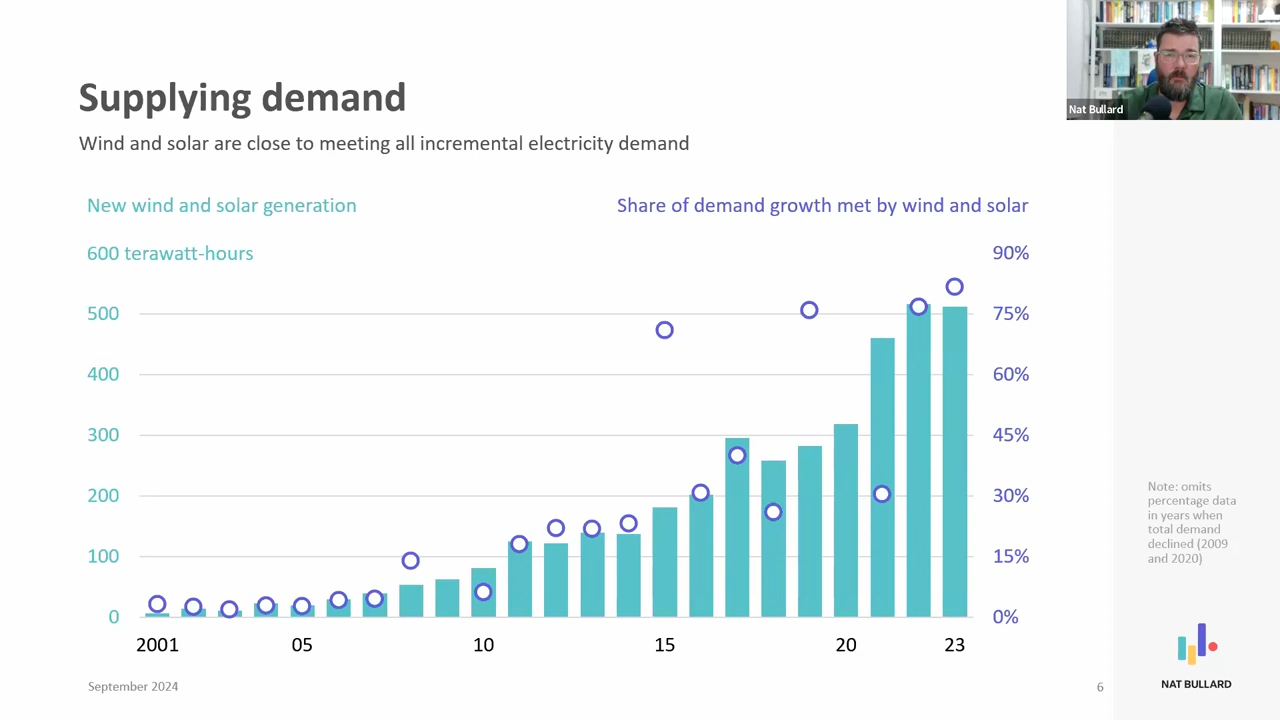 Supplying demand
Wind and solar are close to meeting all incremental electricity demand
New wind and solar generation
Share of demand growth met by wind and solar
600 terawatt-hours
90%
500
75%
400
60%
300
45%
200
30%
100
15%
0
0%
2001
05
10
15
20
23
September 2024
6
Nat Bullard
Note: omits
percentage data
in years when
total demand
declined (2009
and 2020)
NAT BULLARD